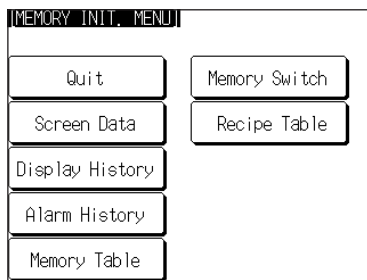 [MEMORY INIT. MENU]
Quit
Memory Switch
Screen Data
Recipe Table
Display History
Alarm History
Memory Table